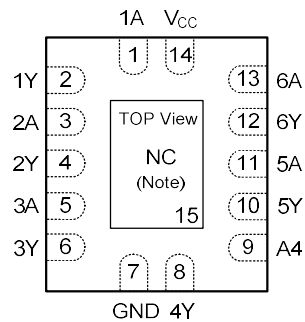 1A VCC
1 14
1Y 2 13 6A
2A 3 TOP View 12 6Y
2Y 4 NC 11 5A
(Note)
3A 5 10 5Y
15
3Y 6 9 A4
7 8
GND 4Y